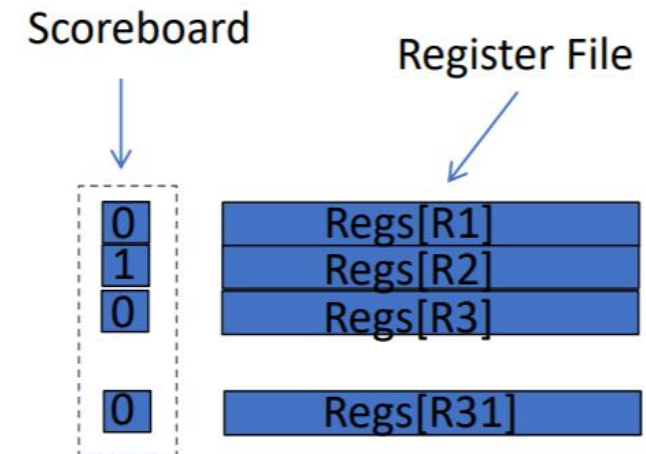 Scoreboard
Register File
0 Regs[R1]
1 Regs[R2]
0 Regs[R3]
0 Regs[R31]